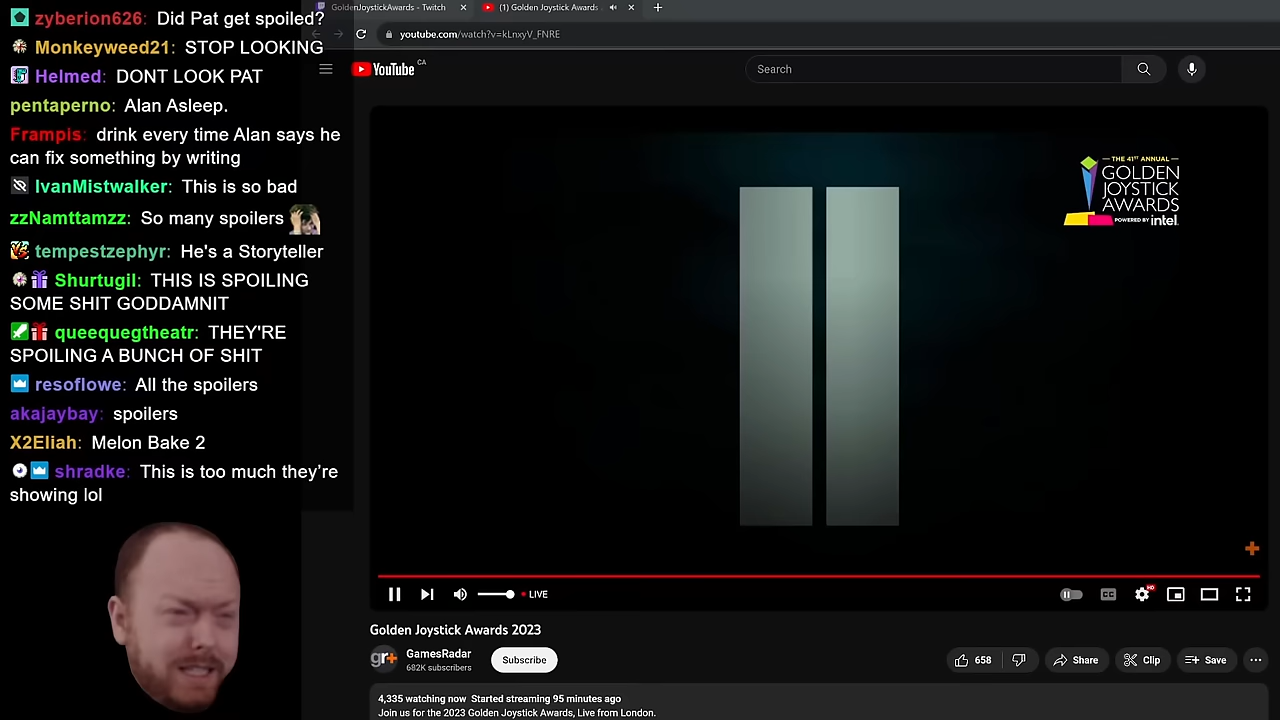 zyberion626: Did Pat get spoiled?
Monkeyweed21: STOP LOOKING
Helmed: DONT LOOK PAT
pentaperno: Alan Asleep.
Frampis: drink every time Alan says he
can fix something by writing
IvanMistwalker: This is so bad
zzNamttamzz: So many spoilers
tempestzephyr: He's a Storyteller
Shurtugil: THIS IS SPOILING
SOME SHIT GODDAMNIT
queequegtheatr: THEY'RE
SPOILING A BUNCH OF SHIT
resoflowe: All the spoilers
akajaybay: spoilers
X2Eliah: Melon Bake 2
shradke: This is too much they're
showing lol
GoldenJoystickAwards - Twitch
(1) Golden Joystick Awards
youtube.com/watch?v=kLnxyV_FNRE
YouTube CA
Search
THE 41ST ANNUAL
GOLDEN
JOYSTICK
AWARDS
POWERED BY intel.
LIVE
CC
HD
Golden Joystick Awards 2023
gr+
GamesRadar
682K subscribers
Subscribe
658
Share
Clip
Save
4,335 watching now Started streaming 95 minutes ago
Join us for the 2023 Golden Joystick Awards, Live from London.